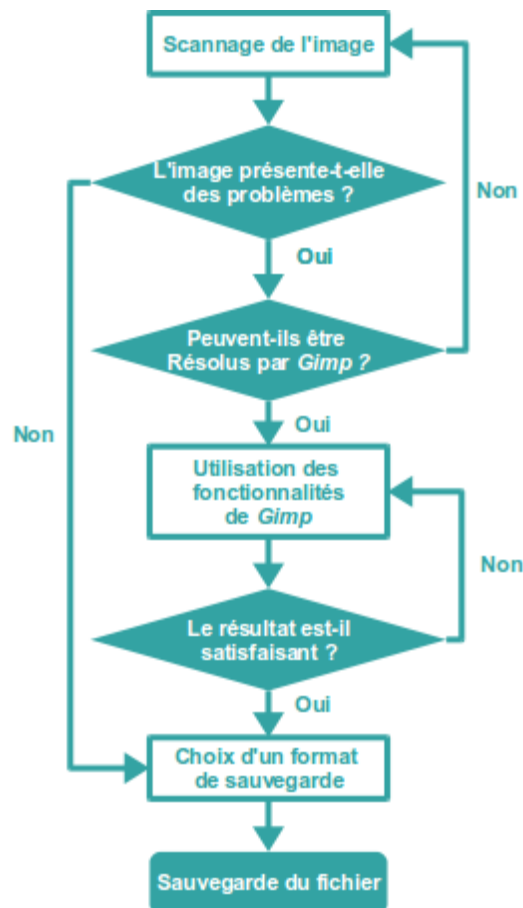 Scannage de l'image
L'image présente-t-elle
des problèmes ?
Non
Oui
Peuvent-ils être
Résolus par Gimp ?
Non
Oui
Utilisation des
fonctionnalités
de Gimp
Non
Le résultat est-il
satisfaisant ?
Oui
Choix d'un format
de sauvegarde
Sauvegarde du fichier